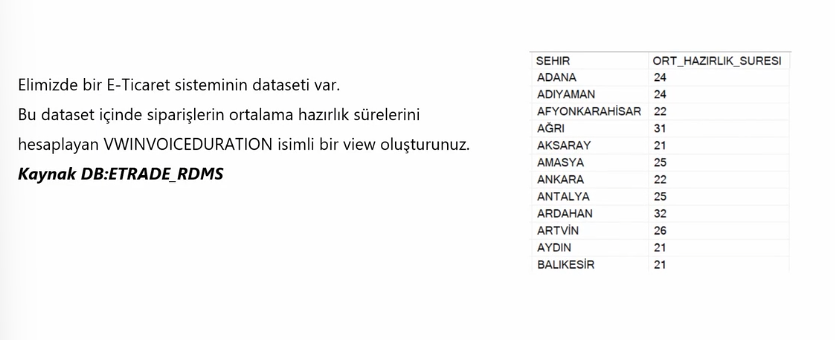 Elimizde bir E-Ticaret sisteminin dataseti var.
Bu dataset içinde siparişlerin ortalama hazırlık sürelerini
hesaplayan VWINVOICEDURATION isimli bir view oluşturunuz.
Kaynak DB:ETRADE_RDMS
SEHIR ORT_HAZIRLIK_SURESI
ADANA 24
ADIYAMAN 24
AFYONKARAHİSAR 22
AĞRI 31
AKSARAY 21
AMASYA 25
ANKARA 22
ANTALYA 25
ARDAHAN 32
ARTVİN 26
AYDIN 21
BALIKESİR 21